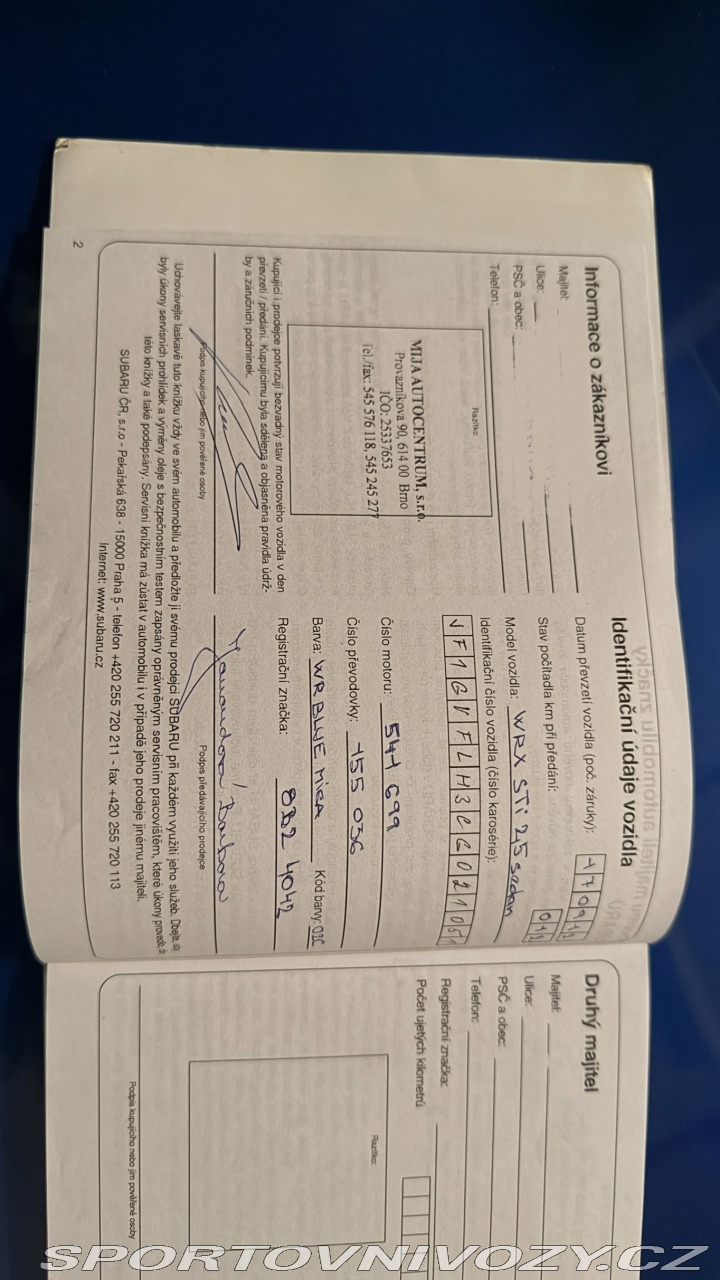 Informace o zákazníkovi
Majitel:
Ulice:
PSČ a obec:
Telefon:
Razítko
MIJA AUTOCENTRUM, s.r.o.
Provazníkova 90, 614 00 Brno
IČO: 25337653
Tel./fax: 545 576 118, 545 245 277
Kupující i prodejce potvrzují bezvadný stav motorového vozidla v den
převzetí / předání. Kupujícímu byla sdělena a objasněna pravidla údrž-
by a záručních podmínek.
Podpis kupujícího nebo jím pověřené osoby
Identifikační údaje vozidla
Datum převzetí vozidla (poč. záruky): 170912
Stav počítadla km při předání:
Model vozidla: WRX STi 2,5 sedan
Identifikační číslo vozidla (číslo karosérie):
JF1GVFLH3CG021051
Číslo motoru: 541 699
Číslo převodovky: 155 036
Barva: WR BLUE MICA Kód barvy: 02C
Registrační značka: 8B2 4042
Podpis předávajícího prodejce
Uchovávejte laskavě tuto knížku vždy ve svém automobilu a předložte ji svému prodejci SUBARU při každém využití jeho služeb. Dbejte, aby
byly úkony servisních prohlídek a výměny oleje s bezpečnostním testem zapsány oprávněným servisním pracovištěm, které úkony provedlo, do
této knížky a také podepsány. Servisní knížka má zůstat v automobilu i v případě jeho prodeje jinému majiteli.
SUBARU ČR, s.r.o - Pekařská 638 - 15000 Praha 5 - telefon +420 255 720 211 - fax +420 255 720 113
Internet: www.subaru.cz
2
Druhý majitel
Majitel:
Ulice:
PSČ a obec:
Telefon:
Registrační značka:
Počet ujetých kilometrů
Razítko:
Podpis kupujícího nebo jím pověřené osoby
SPORTOVNIVOZY.CZ